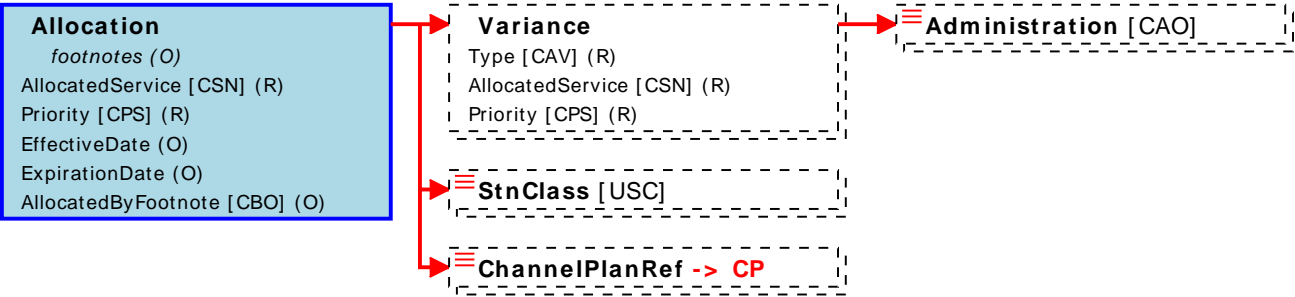 Allocation
footnotes (O)
AllocatedService [CSN] (R)
Priority [CPS] (R)
EffectiveDate (O)
ExpirationDate (O)
AllocatedByFootnote [CBO] (O)
Variance
Type [CAV] (R)
AllocatedService [CSN] (R)
Priority [CPS] (R)
Administration [CAO]
StnClass [USC]
ChannelPlanRef -> CP